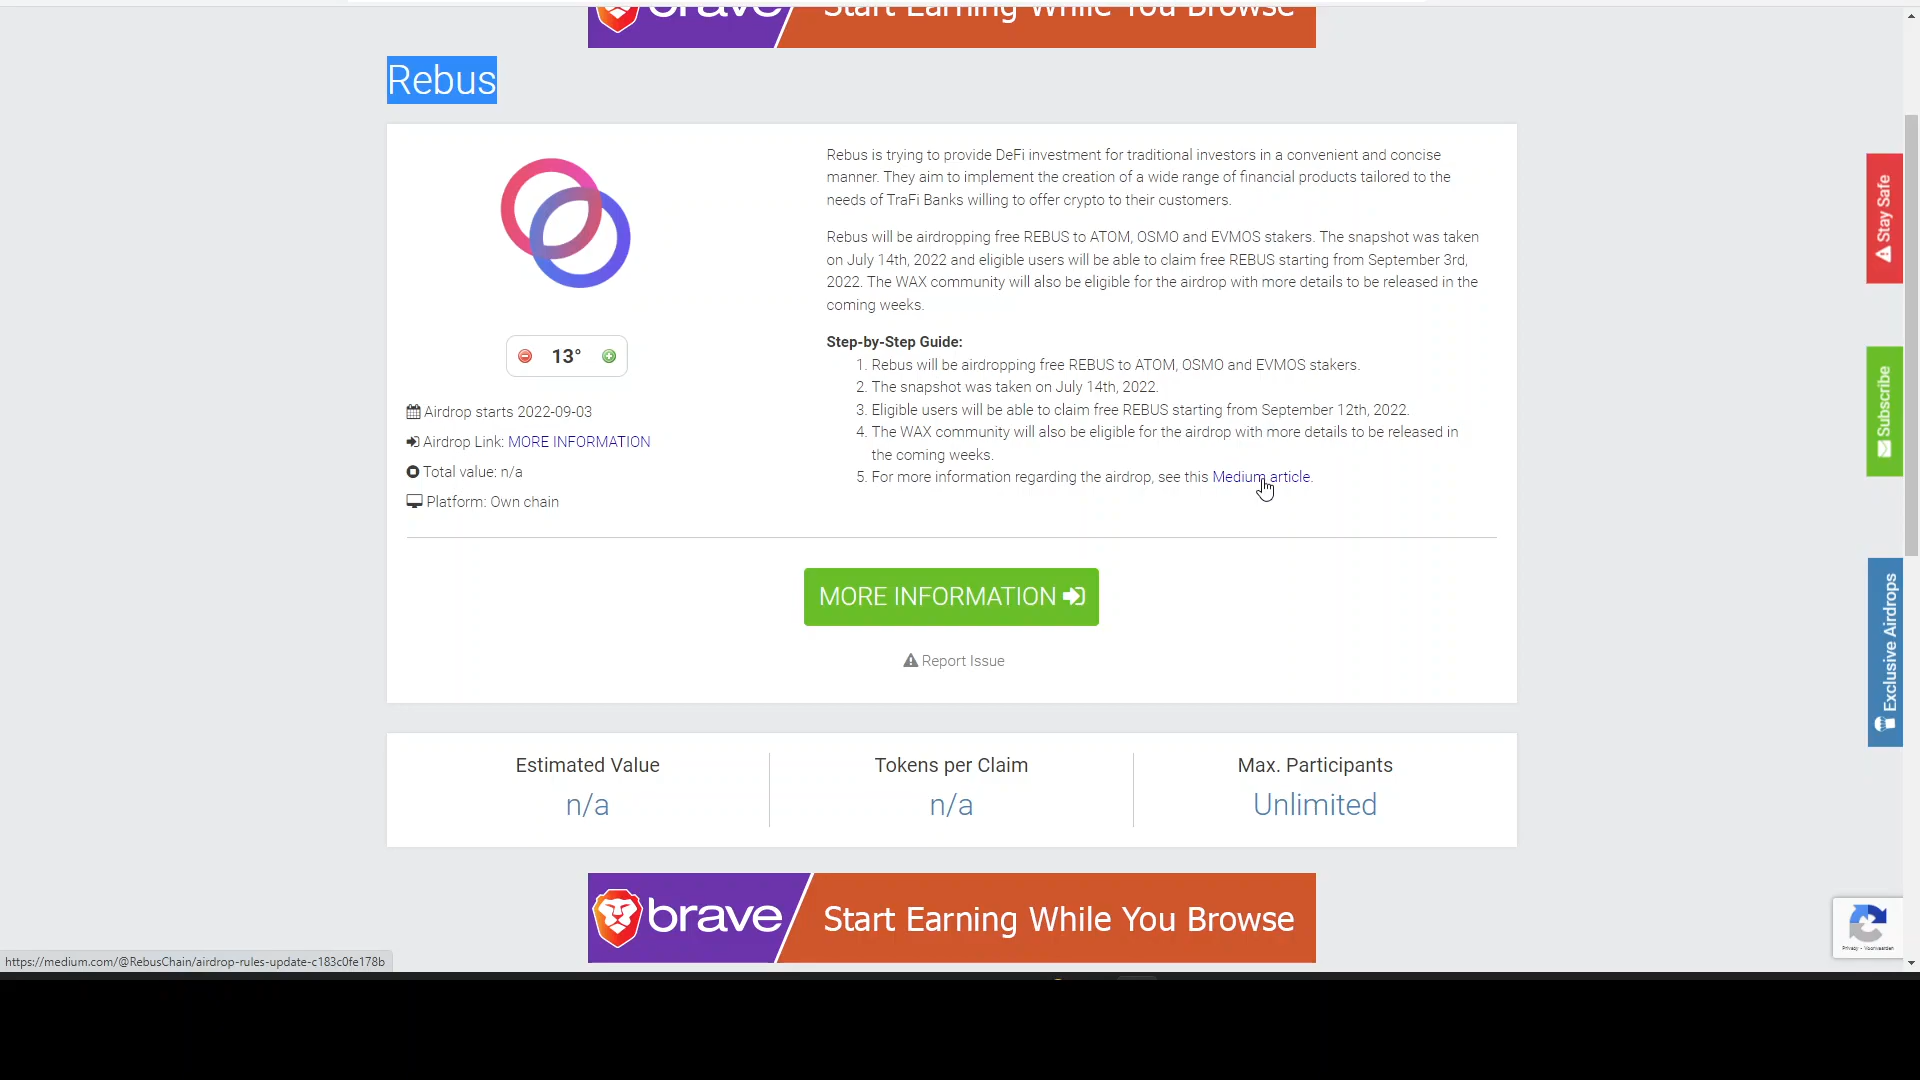 brave Start Earning While You Browse
Rebus
Rebus is trying to provide DeFi investment for traditional investors in a convenient and concise
manner. They aim to implement the creation of a wide range of financial products tailored to the
needs of TraFi Banks willing to offer crypto to their customers.
Rebus will be airdropping free REBUS to ATOM, OSMO and EVMOS stakers. The snapshot was taken
on July 14th, 2022 and eligible users will be able to claim free REBUS starting from September 3rd,
2022. The WAX community will also be eligible for the airdrop with more details to be released in the
coming weeks.
13°
Step-by-Step Guide:
1. Rebus will be airdropping free REBUS to ATOM, OSMO and EVMOS stakers.
2. The snapshot was taken on July 14th, 2022.
3. Eligible users will be able to claim free REBUS starting from September 12th, 2022.
4. The WAX community will also be eligible for the airdrop with more details to be released in
the coming weeks.
5. For more information regarding the airdrop, see this Medium article.
Airdrop starts 2022-09-03
Airdrop Link: MORE INFORMATION
Total value: n/a
Platform: Own chain
MORE INFORMATION
Report Issue
Estimated Value
n/a
Tokens per Claim
n/a
Max. Participants
Unlimited
brave Start Earning While You Browse
Stay Safe
Subscribe
Exclusive Airdrops
Privacy - Voorwaarden
https://medium.com/@RebusChain/airdrop-rules-update-c183c0fe178b